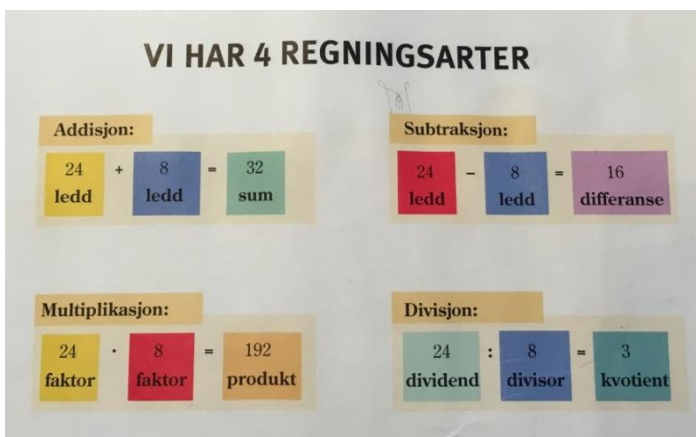 VI HAR 4 REGNINGSARTER
Addisjon:
24 + 8 = 32
ledd ledd sum
Subtraksjon:
24 – 8 = 16
ledd ledd differanse
Multiplikasjon:
24 · 8 = 192
faktor faktor produkt
Divisjon:
24 : 8 = 3
dividend divisor kvotient